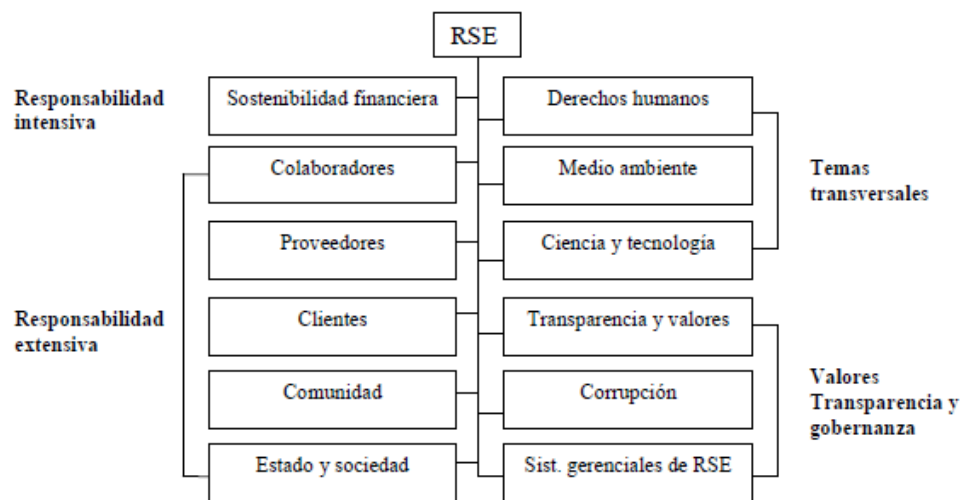 RSE
Responsabilidad
intensiva
Sostenibilidad financiera
Derechos humanos
Colaboradores
Medio ambiente
Temas
transversales
Proveedores
Ciencia y tecnología
Responsabilidad
extensiva
Clientes
Transparencia y valores
Comunidad
Corrupción
Valores
Transparencia y
gobernanza
Estado y sociedad
Sist. gerenciales de RSE